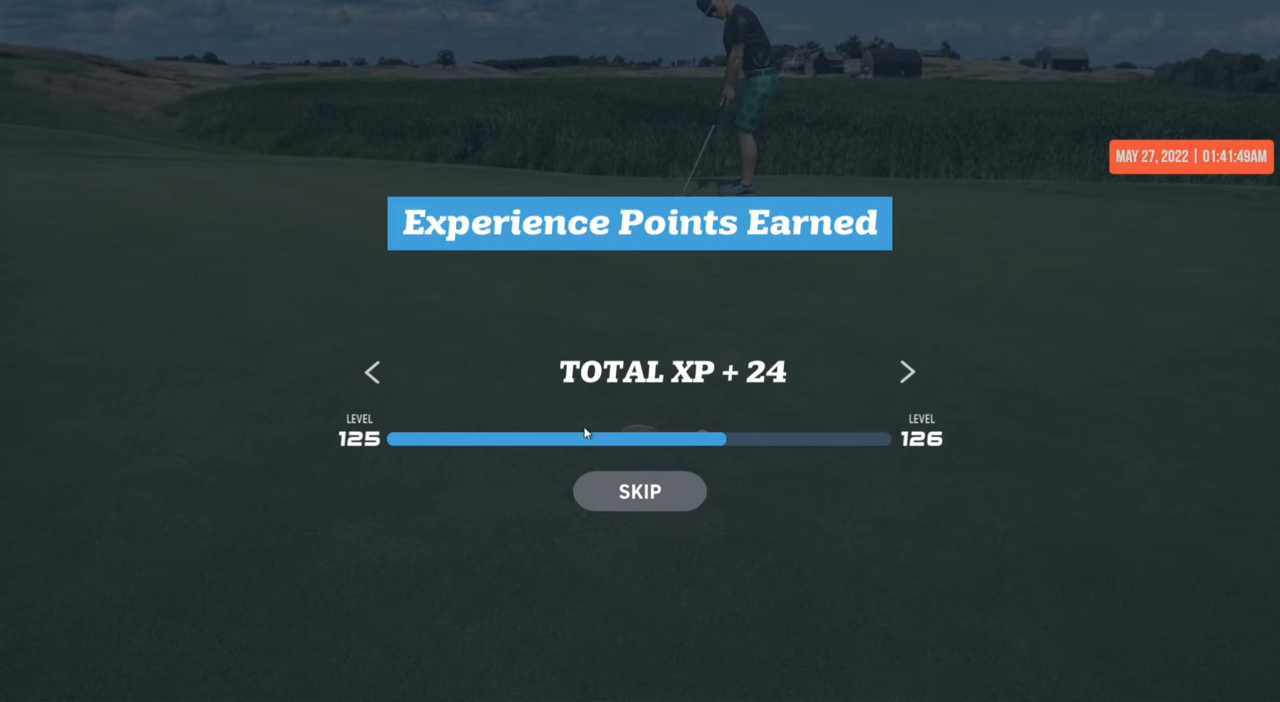 MAY 27, 2022 | 01:41:49AM
Experience Points Earned
TOTAL XP + 24
LEVEL
125
LEVEL
126
SKIP